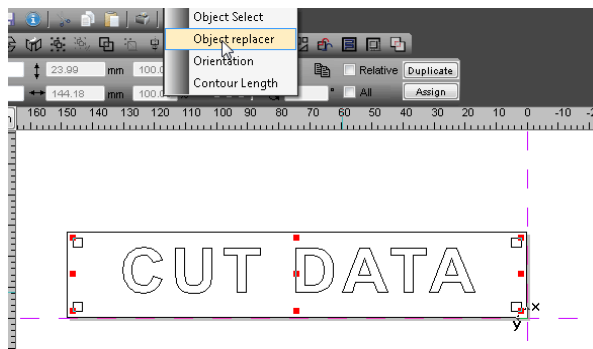 Object Select
Object replacer
Orientation
Contour Length
23.99 mm 100.0
Relative Duplicate
144.18 mm 100.0
All Assign
160 150 140 130 120 110 100 90 80 70 60 50 40 30 20 10 0 -10
CUT DATA
x
y